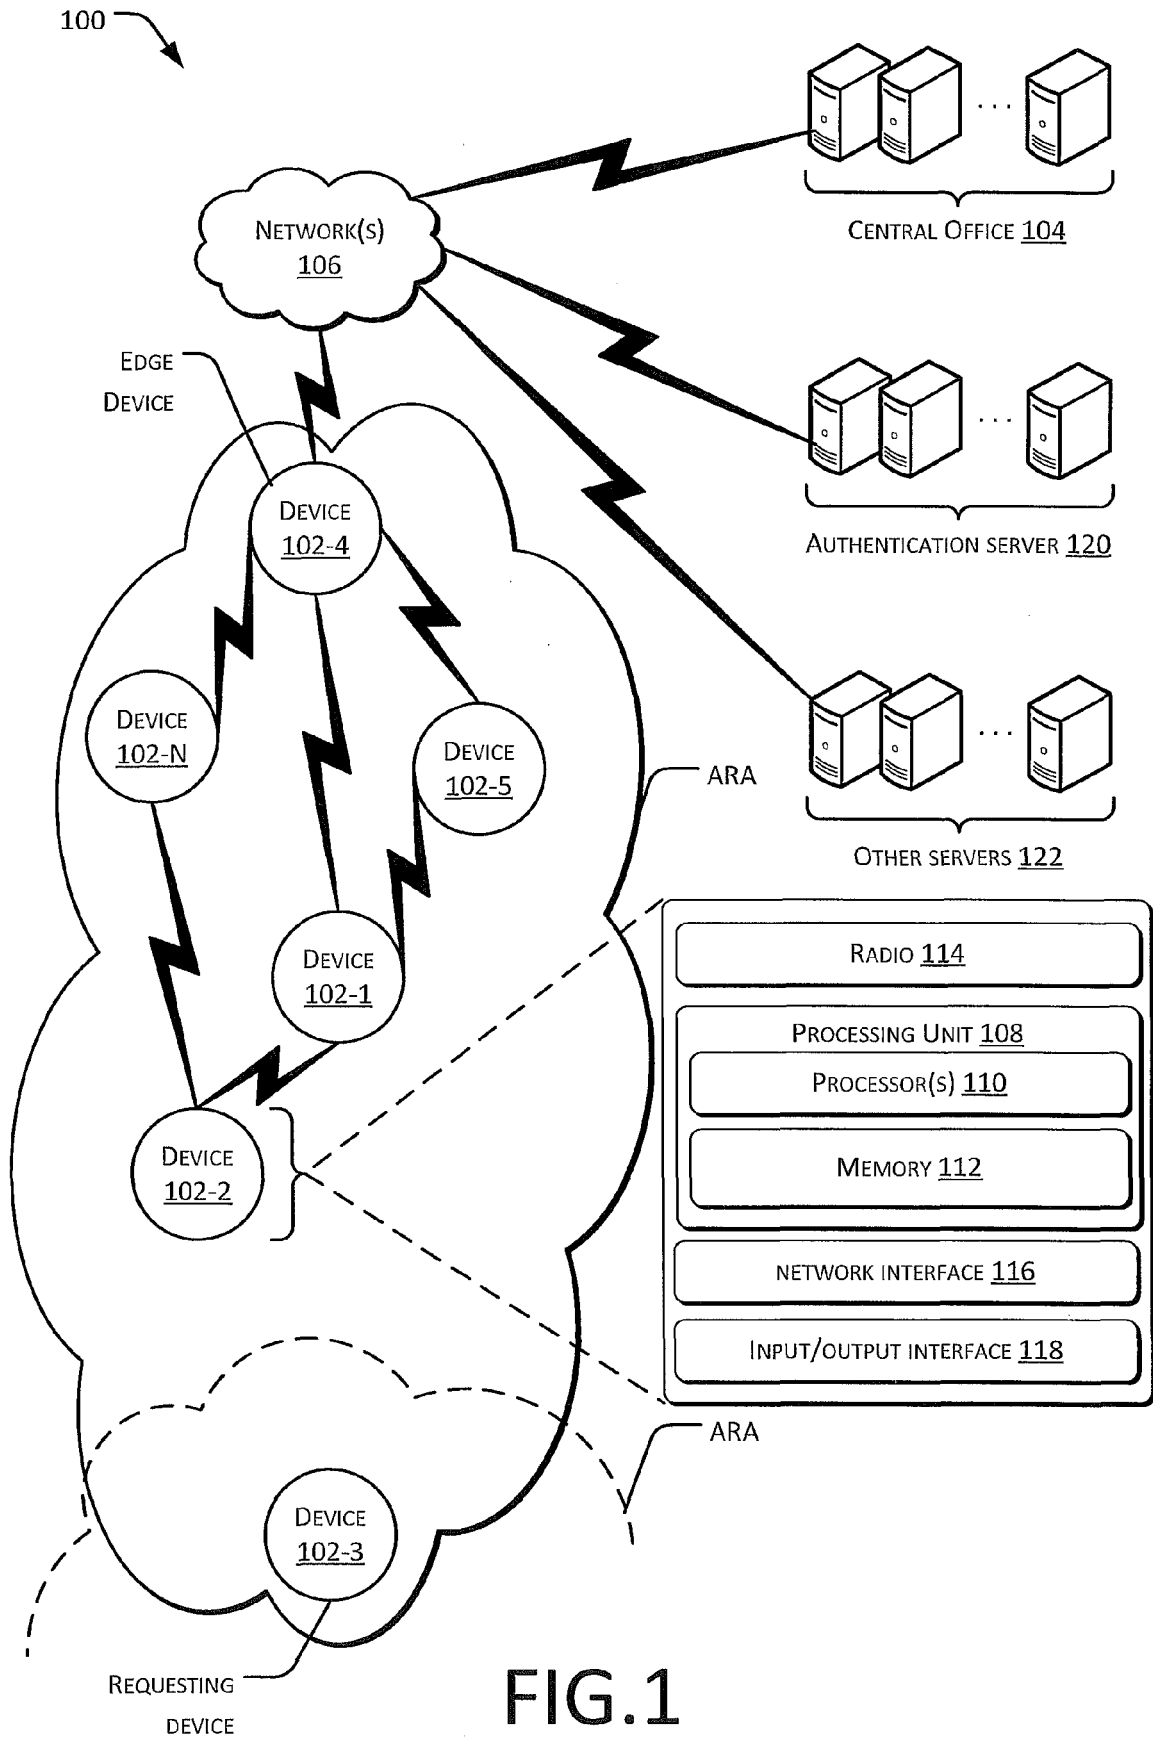 100
NETWORK(S)
106
CENTRAL OFFICE 104
EDGE
DEVICE
DEVICE
102-4
AUTHENTICATION SERVER 120
DEVICE
102-N
DEVICE
102-5
ARA
OTHER SERVERS 122
DEVICE
102-1
RADIO 114
PROCESSING UNIT 108
PROCESSOR(S) 110
MEMORY 112
DEVICE
102-2
NETWORK INTERFACE 116
INPUT/OUTPUT INTERFACE 118
ARA
DEVICE
102-3
REQUESTING
DEVICE
FIG.1